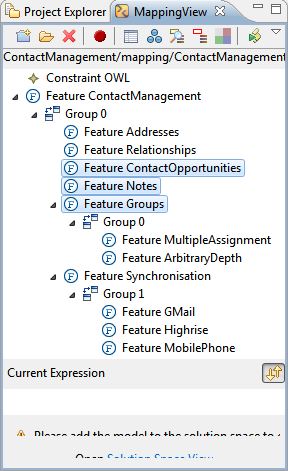 Project Explorer MappingView
ContactManagement/mapping/ContactManagement
Constraint OWL
Feature ContactManagement
Group 0
Feature Addresses
Feature Relationships
Feature ContactOpportunities
Feature Notes
Feature Groups
Group 0
Feature MultipleAssignment
Feature ArbitraryDepth
Feature Synchronisation
Group 1
Feature GMail
Feature Highrise
Feature MobilePhone
Current Expression
Please add the model to the solution space to
Open Solution Space View